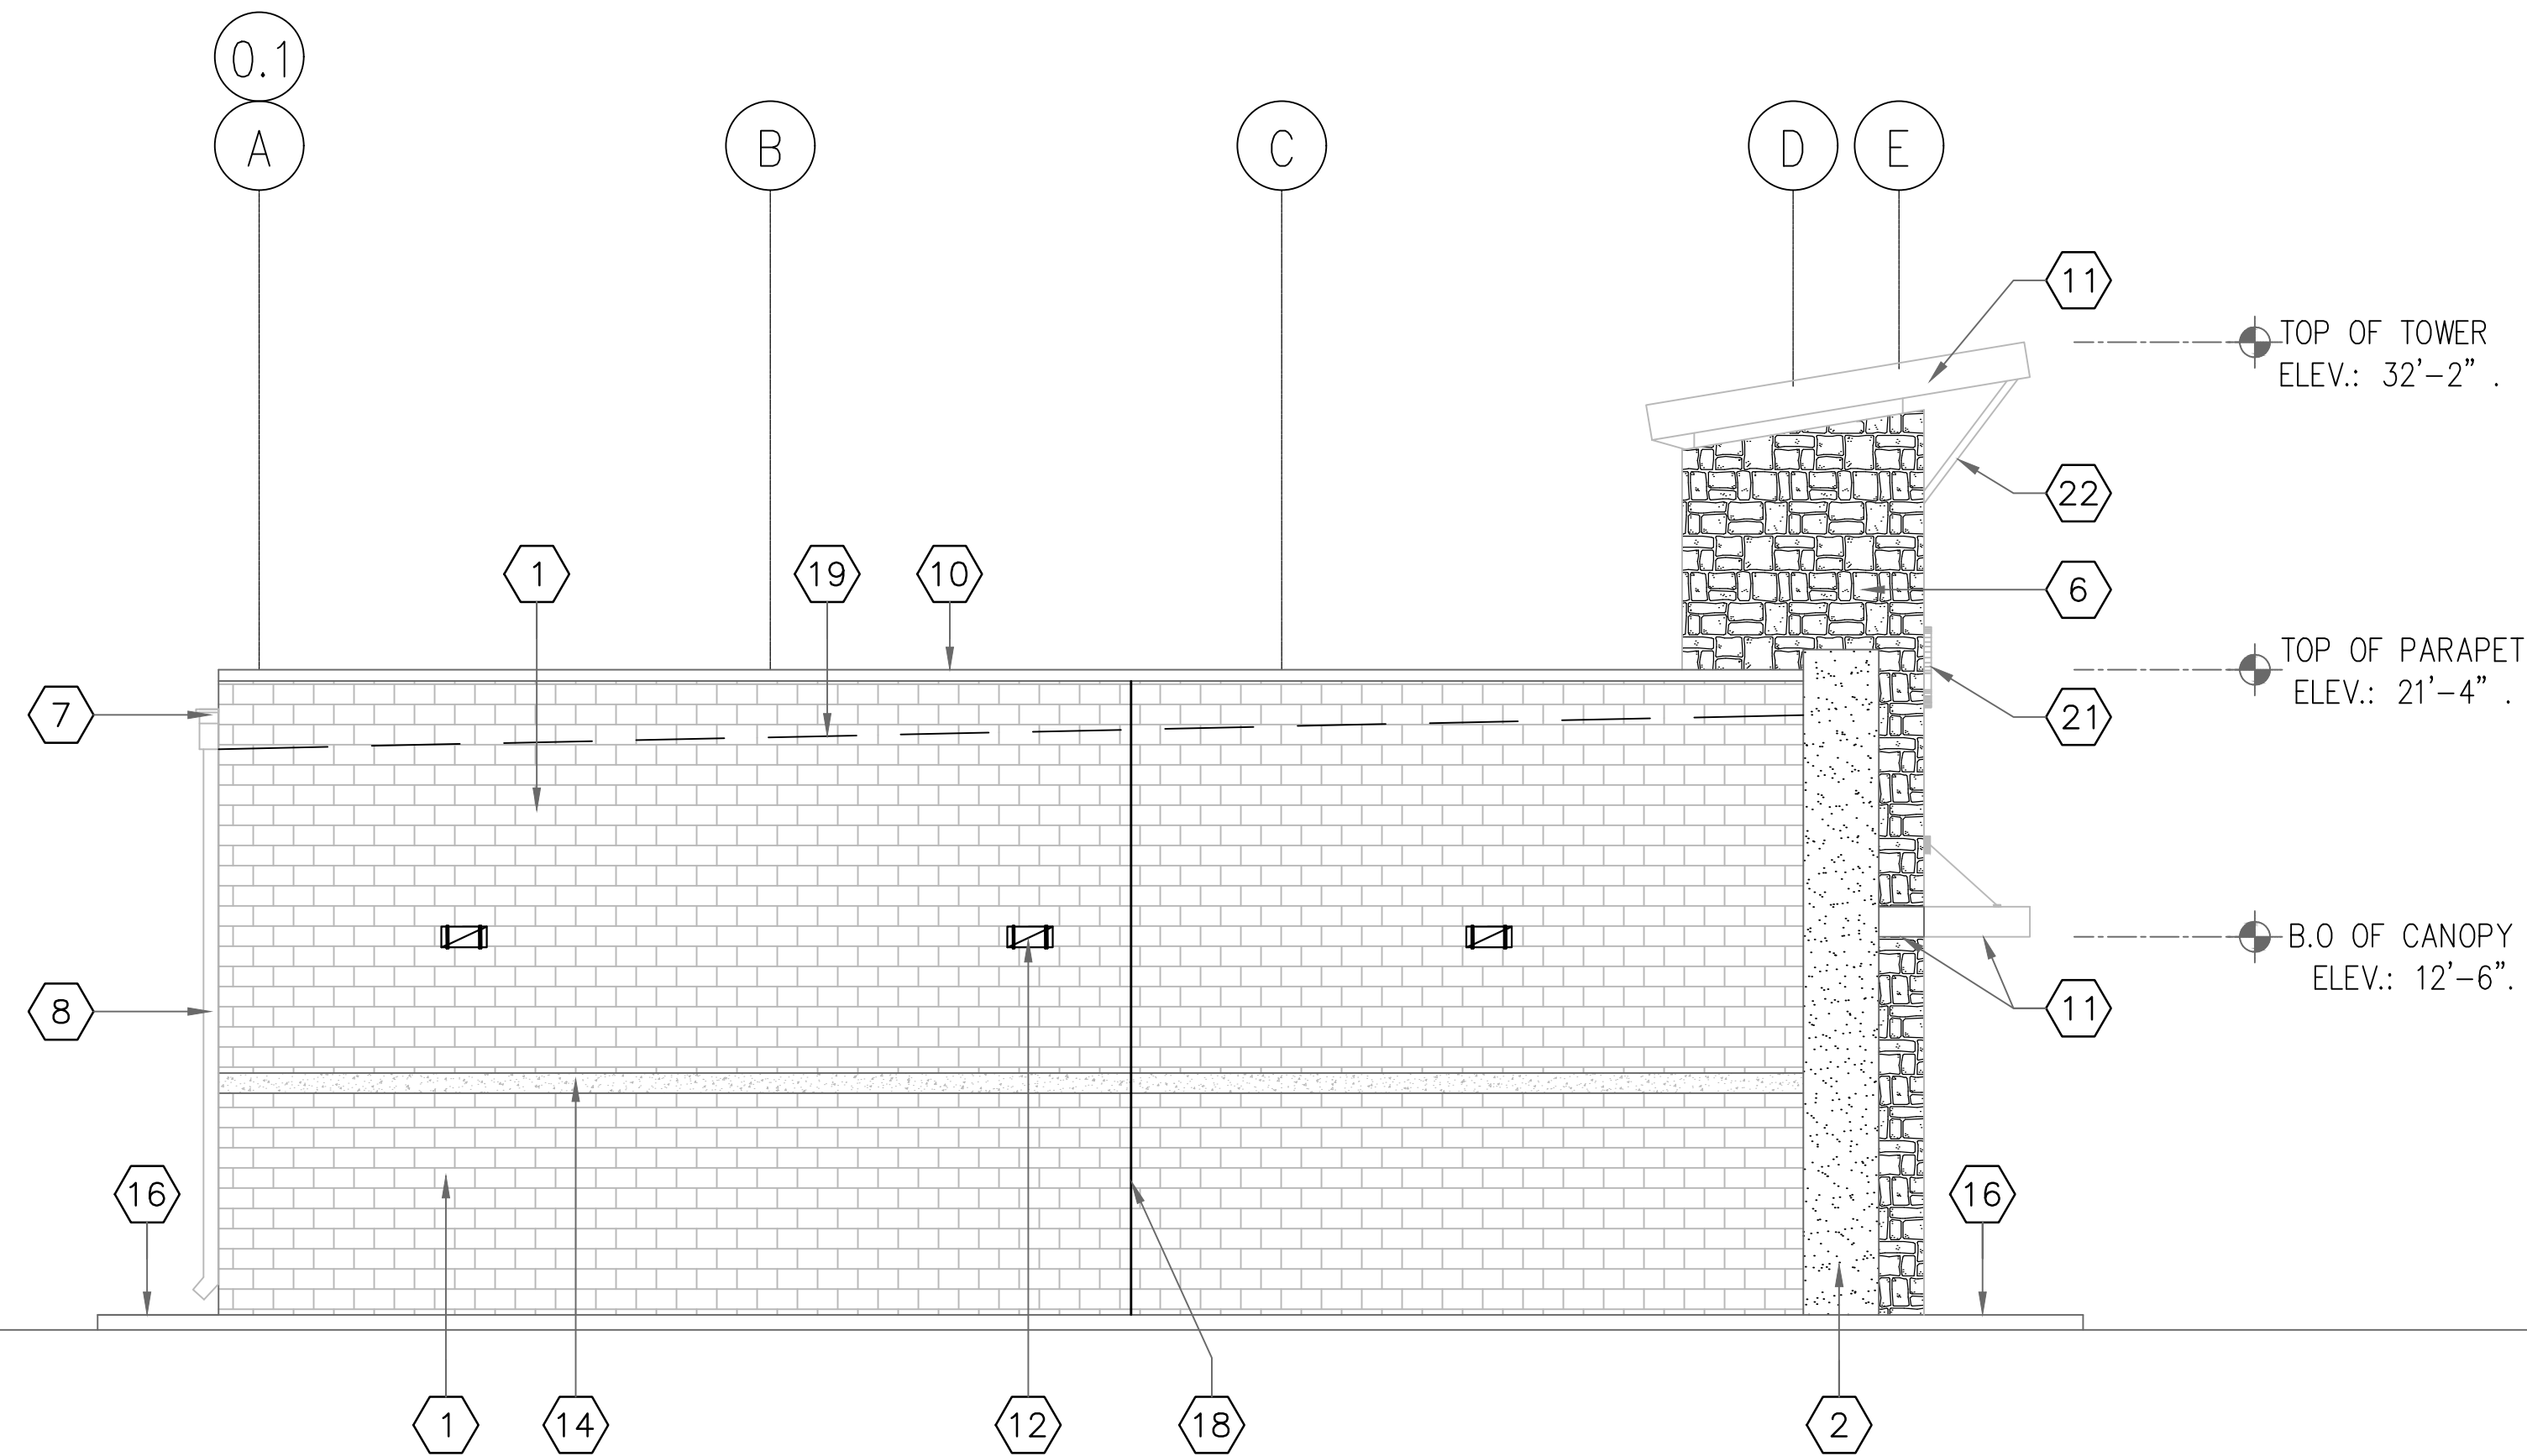 0.1
A
B
C
D
E
11
TOP OF TOWER
ELEV.: 32'-2" .
22
1
19
10
6
TOP OF PARAPET
ELEV.: 21'-4" .
7
21
B.O OF CANOPY
ELEV.: 12'-6".
8
11
16
16
1
14
12
18
2